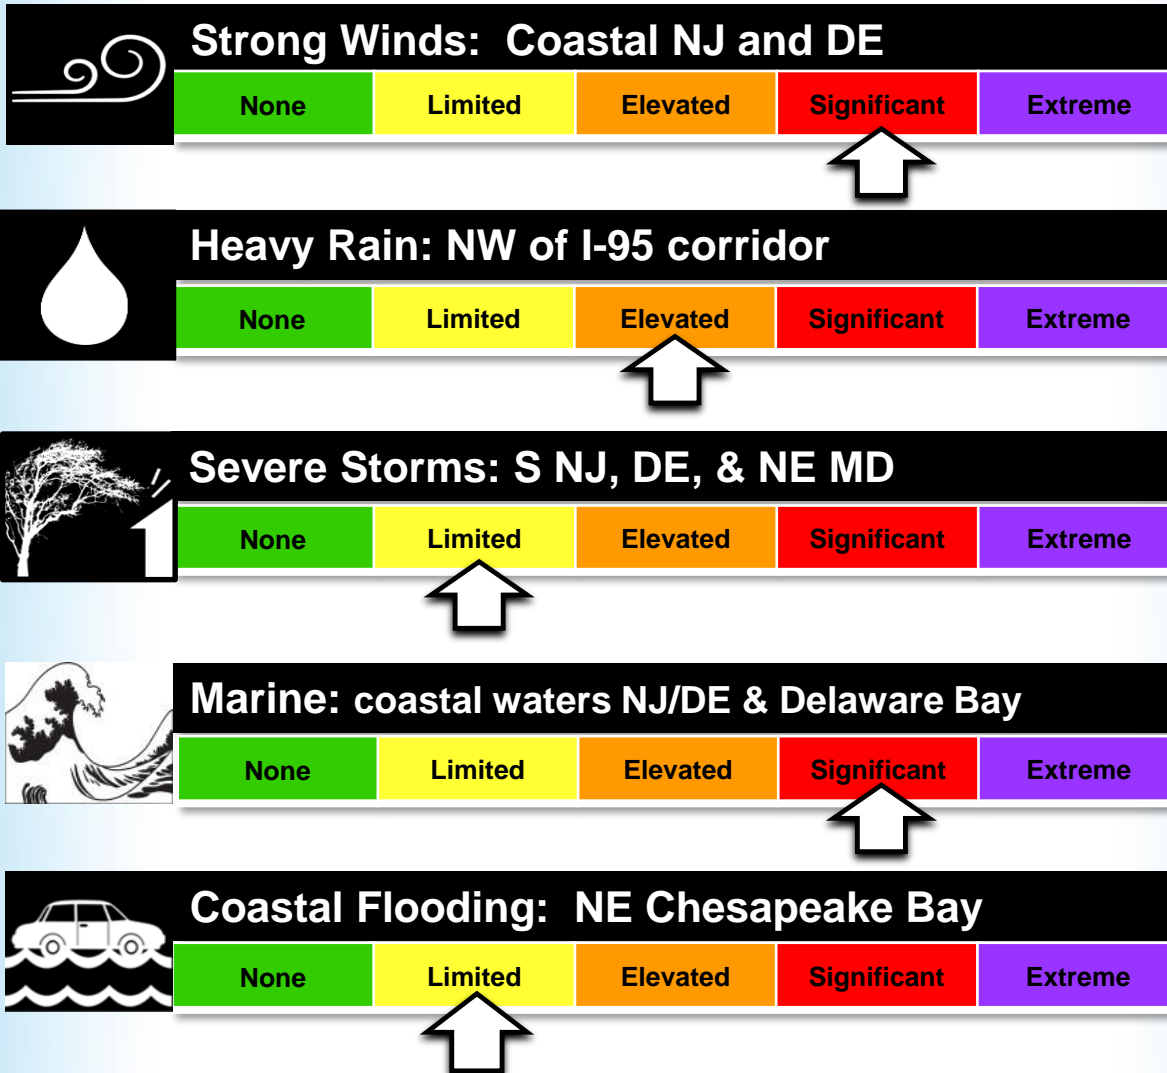 Strong Winds: Coastal NJ and DE
None Limited Elevated Significant Extreme
Heavy Rain: NW of I-95 corridor
None Limited Elevated Significant Extreme
Severe Storms: S NJ, DE, & NE MD
None Limited Elevated Significant Extreme
Marine: coastal waters NJ/DE & Delaware Bay
None Limited Elevated Significant Extreme
Coastal Flooding: NE Chesapeake Bay
None Limited Elevated Significant Extreme